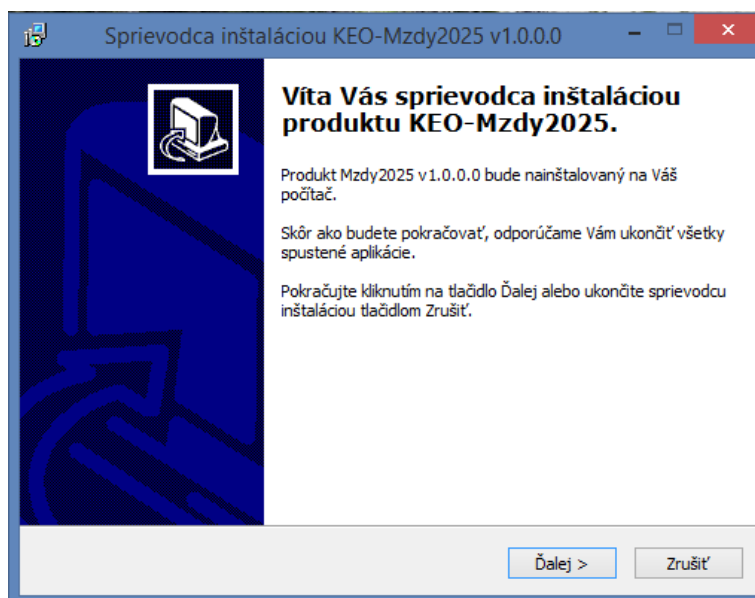 Sprievodca inštaláciou KEO-Mzdy2025 v1.0.0.0
Víta Vás sprievodca inštaláciou
produktu KEO-Mzdy2025.
Produkt Mzdy2025 v1.0.0.0 bude nainštalovaný na Váš
počítač.
Skôr ako budete pokračovať, odporúčame Vám ukončiť všetky
spustené aplikácie.
Pokračujte kliknutím na tlačidlo Ďalej alebo ukončite sprievodcu
inštaláciou tlačidlom Zrušiť.
Ďalej >
Zrušiť